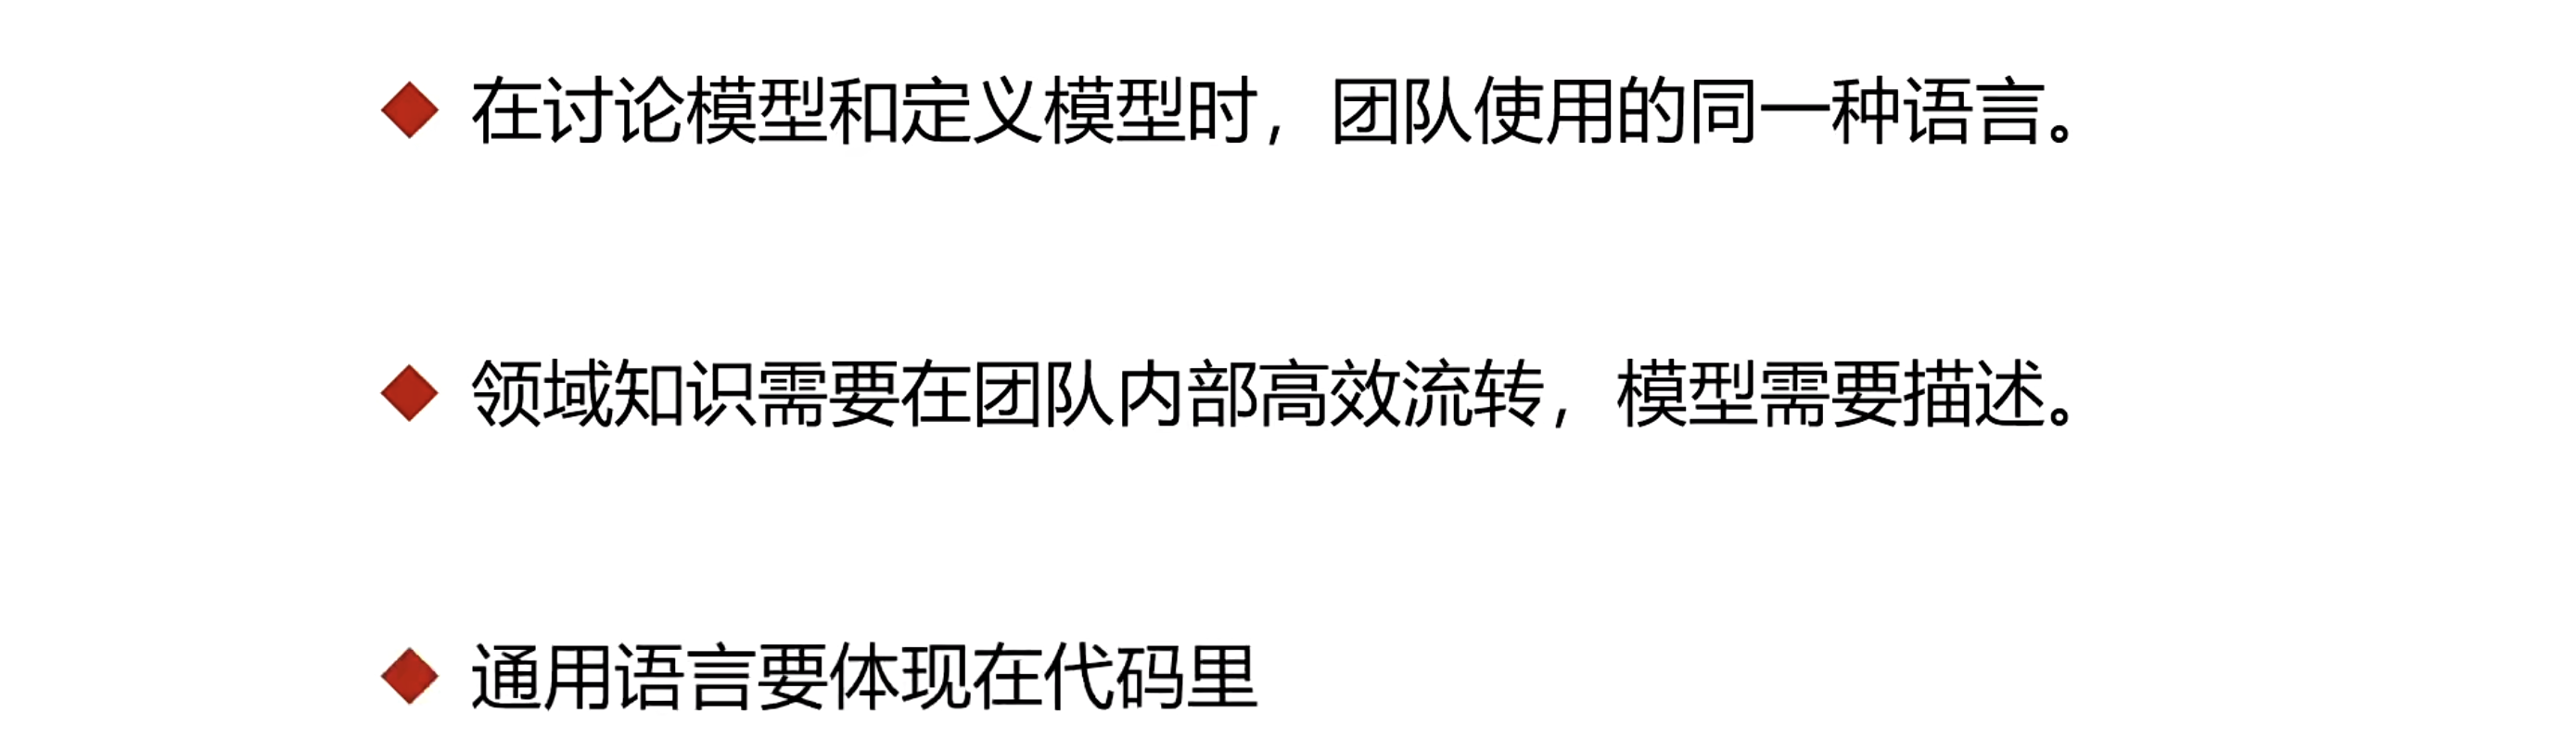 在讨论模型和定义模型时，团队使用的同一种语言。
领域知识需要在团队内部高效流转，模型需要描述。
通用语言要体现在代码里